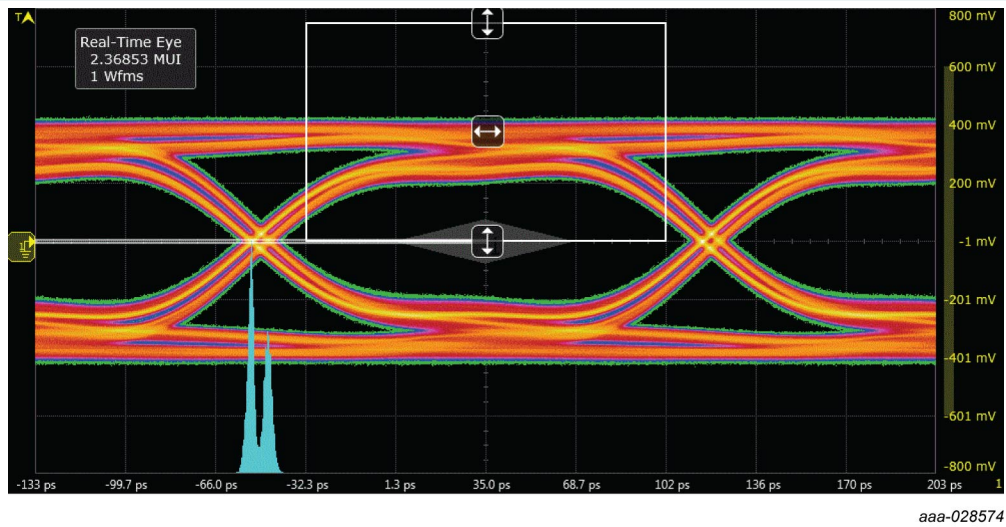 T
800 mV
Real-Time Eye
2.36853 MUI
1 Wfms
600 mV
400 mV
200 mV
1
-1 mV
-201 mV
-401 mV
-601 mV
-800 mV
-133 ps -99.7 ps -66.0 ps -32.3 ps 1.3 ps 35.0 ps 68.7 ps 102 ps 136 ps 170 ps 203 ps 1
aaa-028574